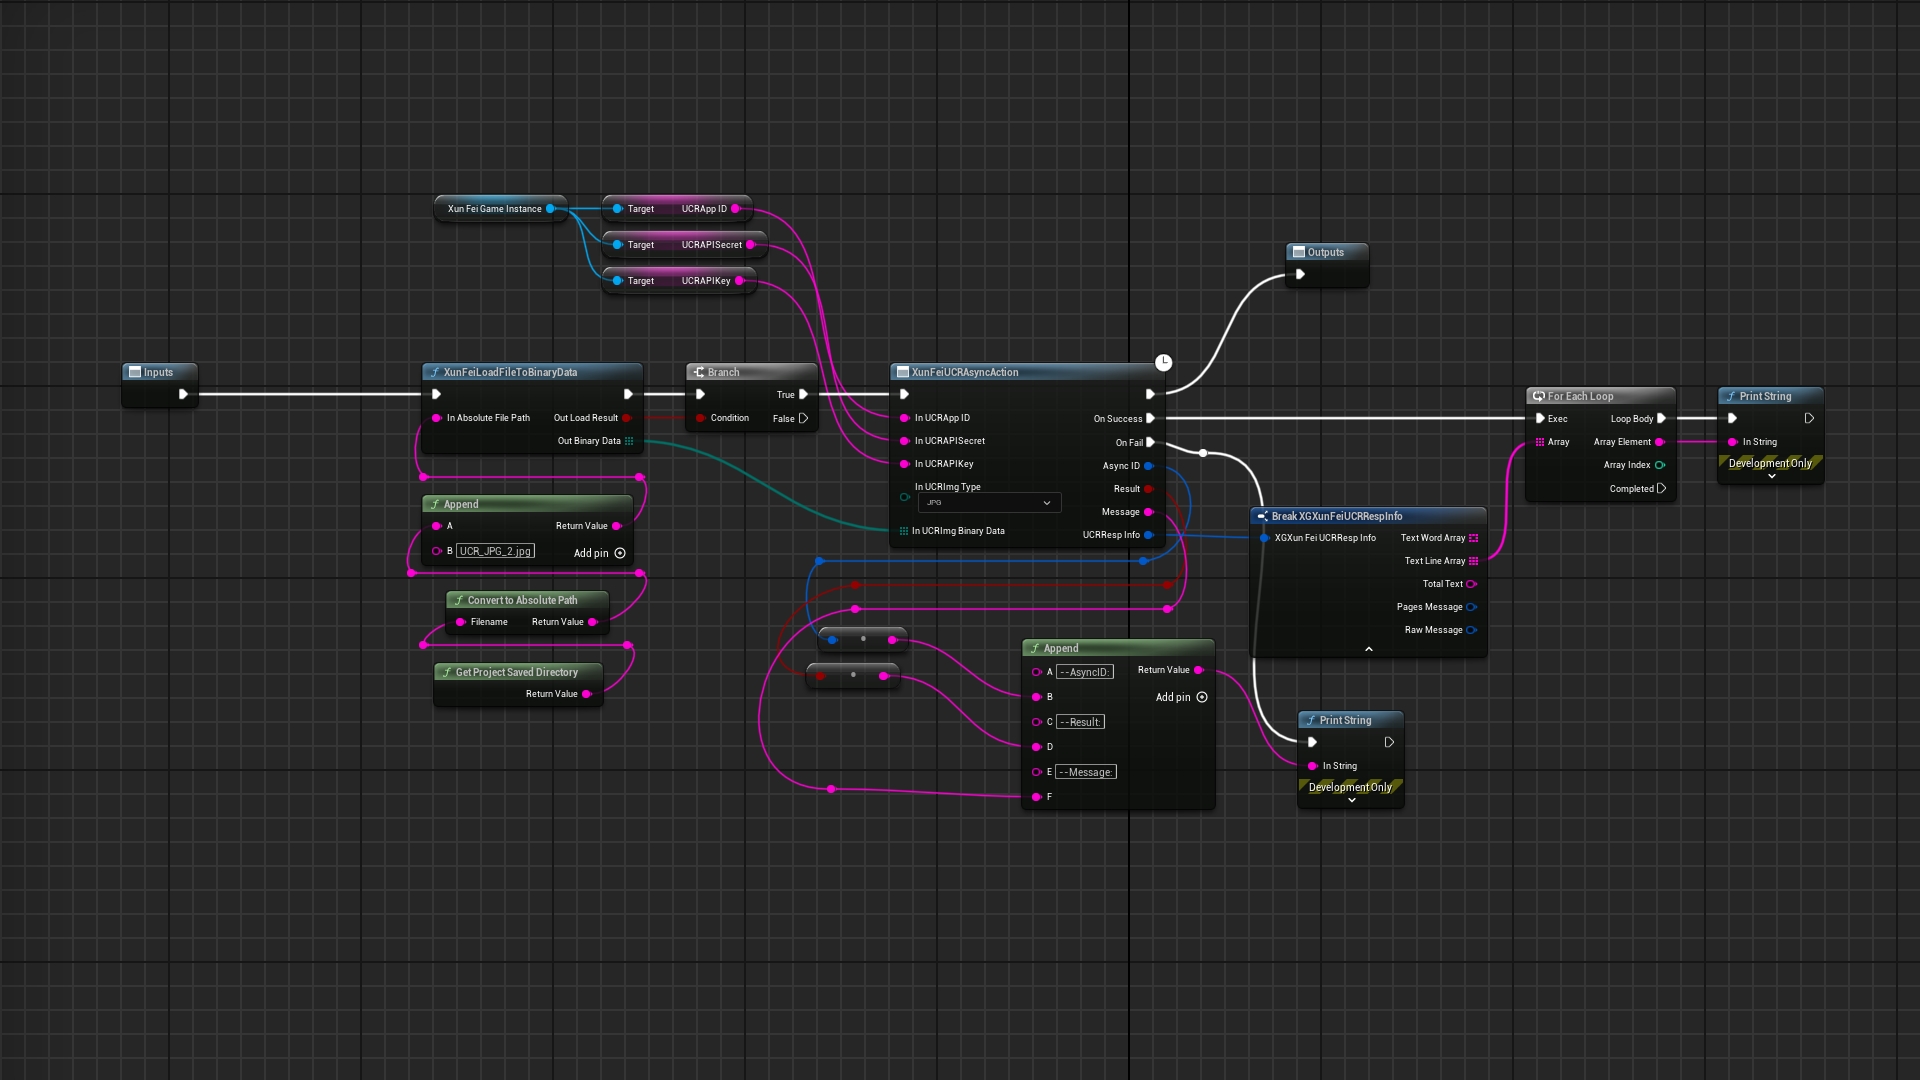 Xun Fei Game Instance
Target UCRApp ID
Target UCRAPISecret
Target UCRAPIKey
Outputs
Inputs
XunFeiLoadFileToBinaryData
In Absolute File Path Out Load Result
Out Binary Data
Branch
True
Condition False
XunFeiUCRAsyncAction
On Success
On Fail
In UCRApp ID
In UCRAPISecret
In UCRAPIKey
In UCRImg Type
JPG
In UCRImg Binary Data
Async ID
Result
Message
UCRResp Info
For Each Loop
Exec Loop Body
Array Array Element
Array Index
Completed
Print String
In String
Development Only
Append
A Return Value
B UCR_JPG_2.jpg Add pin
Convert to Absolute Path
Filename Return Value
Get Project Saved Directory
Return Value
Break XGXunFeiUCRRespInfo
XGXun Fei UCRResp Info Text Word Array
Text Line Array
Total Text
Pages Message
Raw Message
Append
A --AsyncID: Return Value
B Add pin
C --Result:
D
E --Message:
F
Print String
In String
Development Only